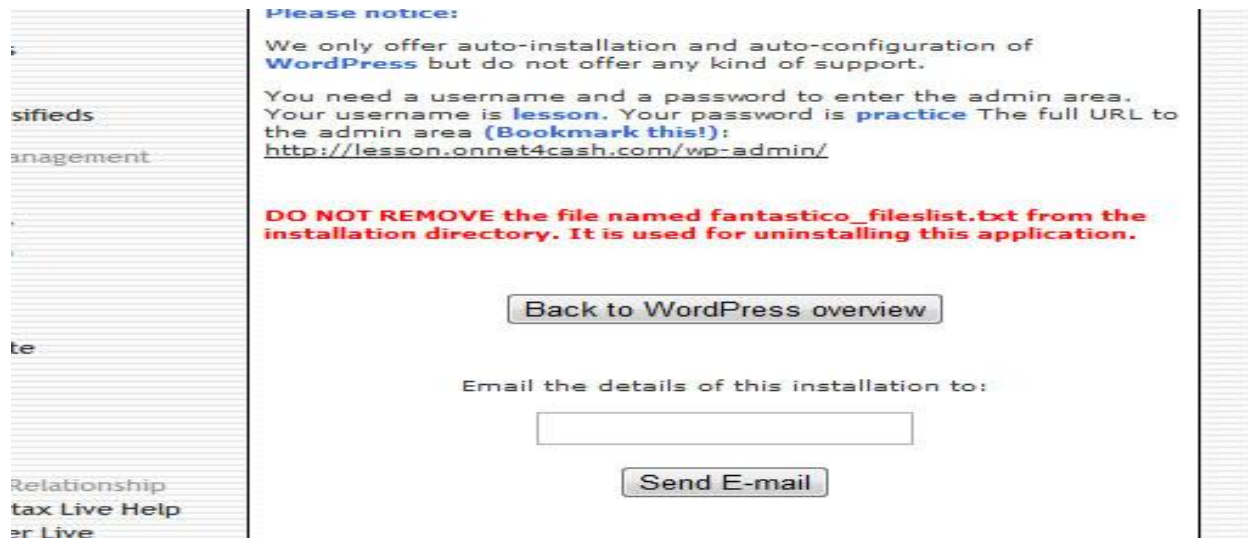 Please notice:
We only offer auto-installation and auto-configuration of
WordPress but do not offer any kind of support.
You need a username and a password to enter the admin area.
sifieds
Your username is lesson. Your password is practice The full URL to
the admin area (Bookmark this!):
anagement
http://lesson.onnet4cash.com/wp-admin/
DO NOT REMOVE the file named fantastico_fileslist.txt from the
installation directory. It is used for uninstalling this application.
Back to WordPress overview
te
Email the details of this installation to:
Relationship
Send E-mail
tax Live Help
er Live